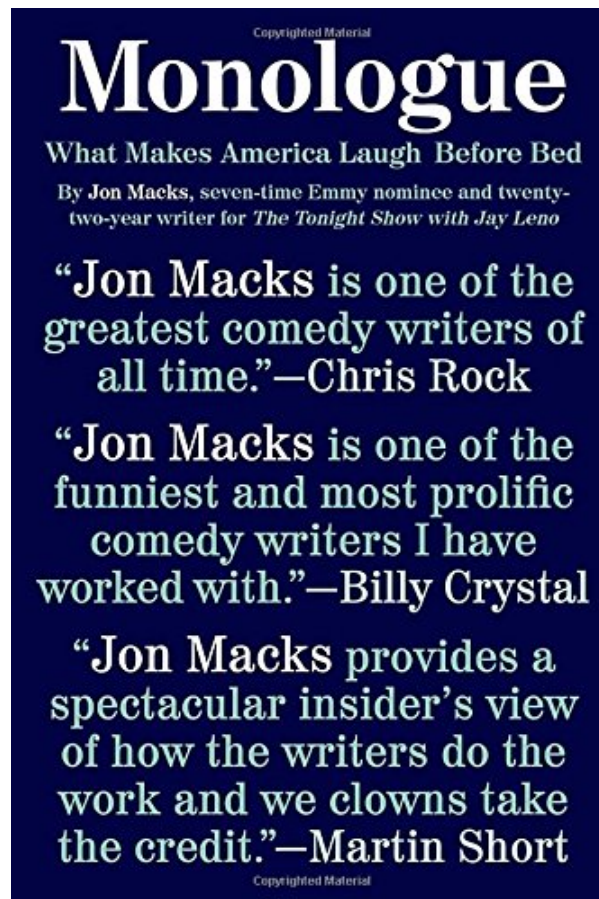 Copyrighted Material
Monologue
What Makes America Laugh Before Bed
By Jon Macks, seven-time Emmy nominee and twenty-
two-year writer for The Tonight Show with Jay Leno
“Jon Macks is one of the
greatest comedy writers of
all time.”—Chris Rock
“Jon Macks is one of the
funniest and most prolific
comedy writers I have
worked with.”—Billy Crystal
“Jon Macks provides a
spectacular insider’s view
of how the writers do the
work and we clowns take
the credit.”—Martin Short
Copyrighted Material